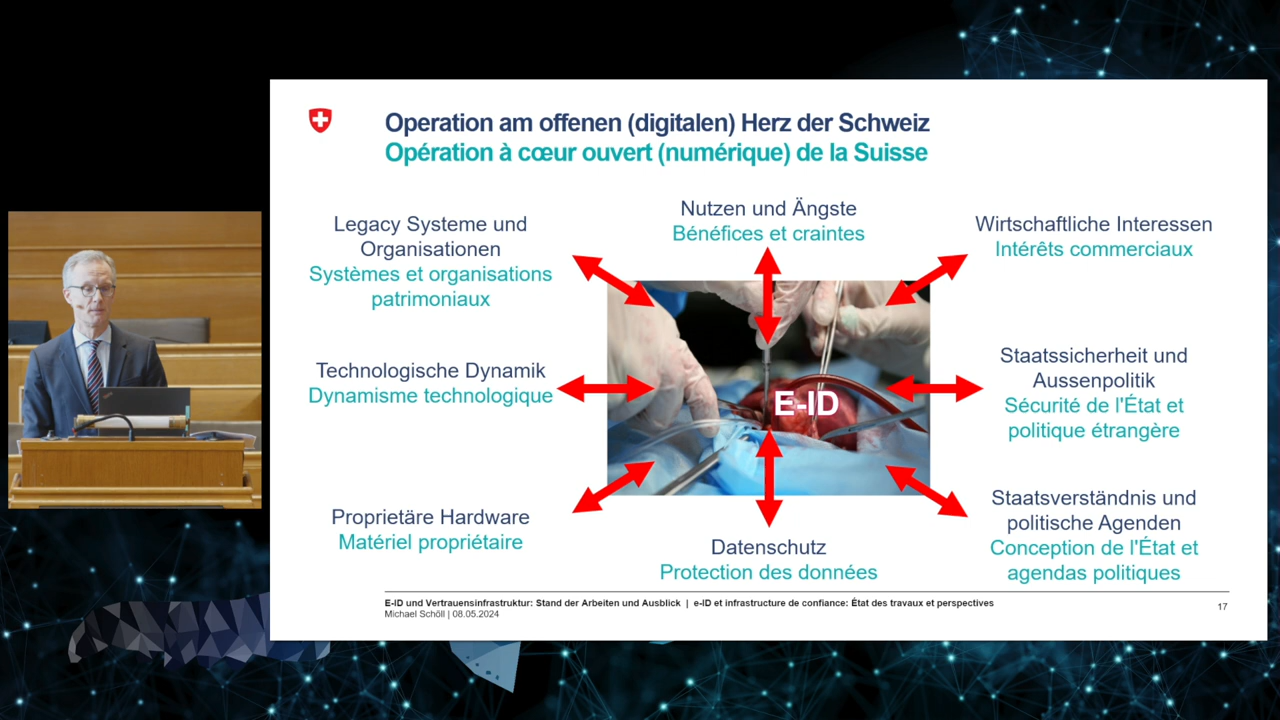 Operation am offenen (digitalen) Herz der Schweiz
Opération à cœur ouvert (numérique) de la Suisse
Legacy Systeme und
Organisationen
Systèmes et organisations
patrimoniaux
Nutzen und Ängste
Bénéfices et craintes
Wirtschaftliche Interessen
Intérêts commerciaux
Technologische Dynamik
Dynamisme technologique
E-ID
Staatssicherheit und
Aussenpolitik
Sécurité de l'État et
politique étrangère
Proprietäre Hardware
Matériel propriétaire
Datenschutz
Protection des données
Staatsverständnis und
politische Agenden
Conception de l'État et
agendas politiques
E-ID und Vertrauensinfrastruktur: Stand der Arbeiten und Ausblick | e-ID et infrastructure de confiance: État des travaux et perspectives
Michael Schöll | 08.05.2024
17